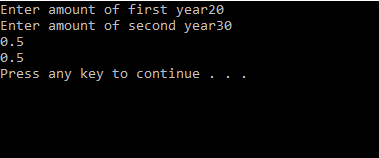 Enter amount of first year20
Enter amount of second year30
0.5
0.5
Press any key to continue . . .